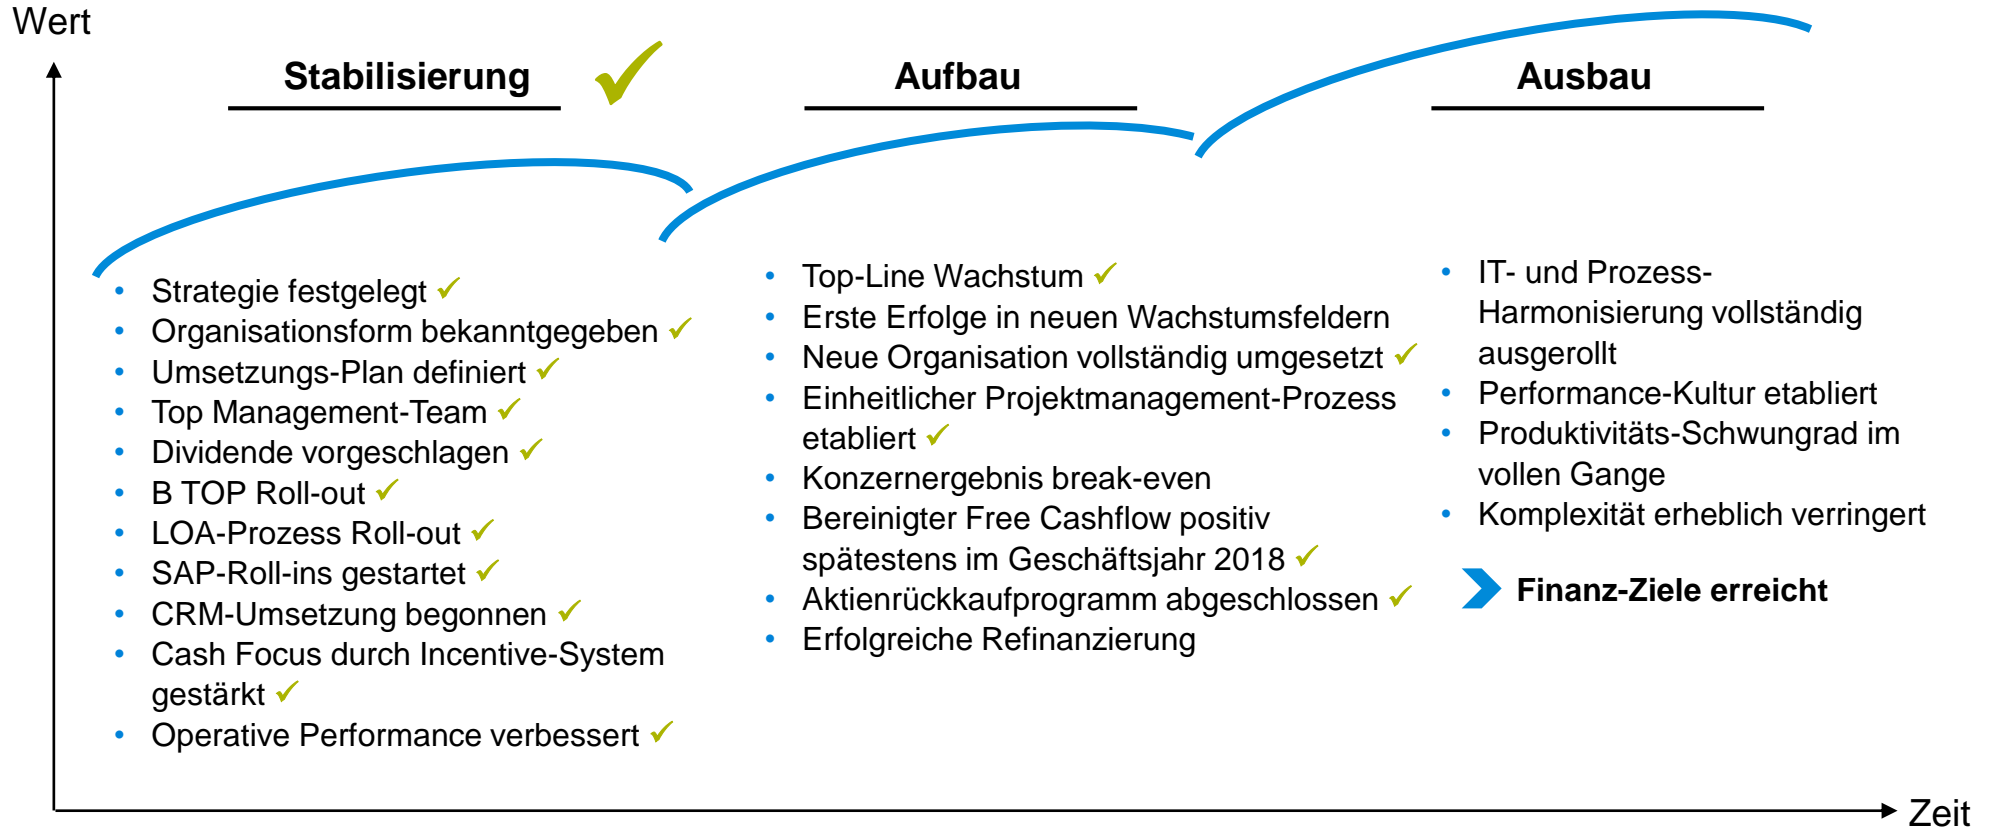 Wert
Stabilisierung ✓
• Strategie festgelegt ✓
• Organisationsform bekanntgegeben ✓
• Umsetzungs-Plan definiert ✓
• Top Management-Team ✓
• Dividende vorgeschlagen ✓
• B TOP Roll-out ✓
• LOA-Prozess Roll-out ✓
• SAP-Roll-ins gestartet ✓
• CRM-Umsetzung begonnen ✓
• Cash Focus durch Incentive-System
gestärkt ✓
• Operative Performance verbessert ✓
Aufbau
• Top-Line Wachstum ✓
• Erste Erfolge in neuen Wachstumsfeldern
• Neue Organisation vollständig umgesetzt ✓
• Einheitlicher Projektmanagement-Prozess
etabliert ✓
• Konzernergebnis break-even
• Bereinigter Free Cashflow positiv
spätestens im Geschäftsjahr 2018 ✓
• Aktienrückkaufprogramm abgeschlossen ✓
• Erfolgreiche Refinanzierung
Ausbau
• IT- und Prozess-
Harmonisierung vollständig
ausgerollt
• Performance-Kultur etabliert
• Produktivitäts-Schwungrad im
vollen Gange
• Komplexität erheblich verringert
Finanz-Ziele erreicht
Zeit